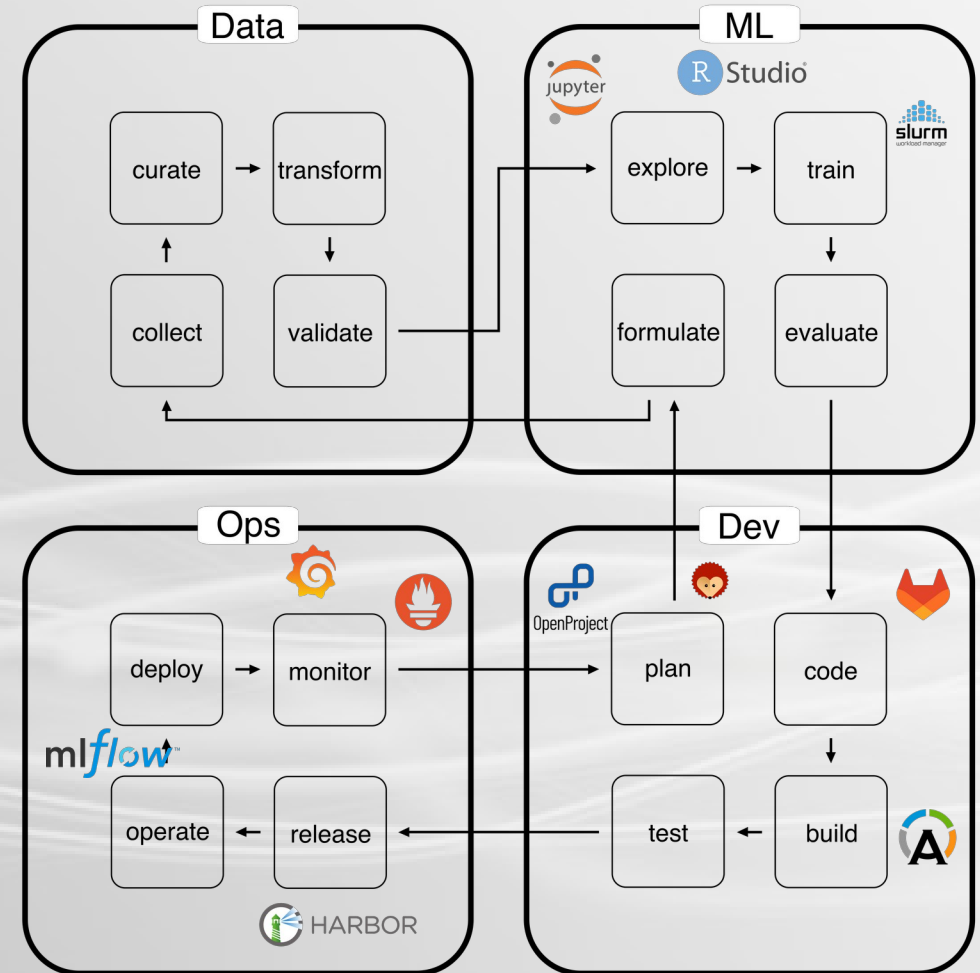 Data
curate
transform
collect
validate
ML
jupyter
R Studio®
slurm
workload manager
explore
train
formulate
evaluate
Ops
deploy
monitor
mlflow™
operate
release
HARBOR
Dev
OpenProject
plan
code
test
build
A